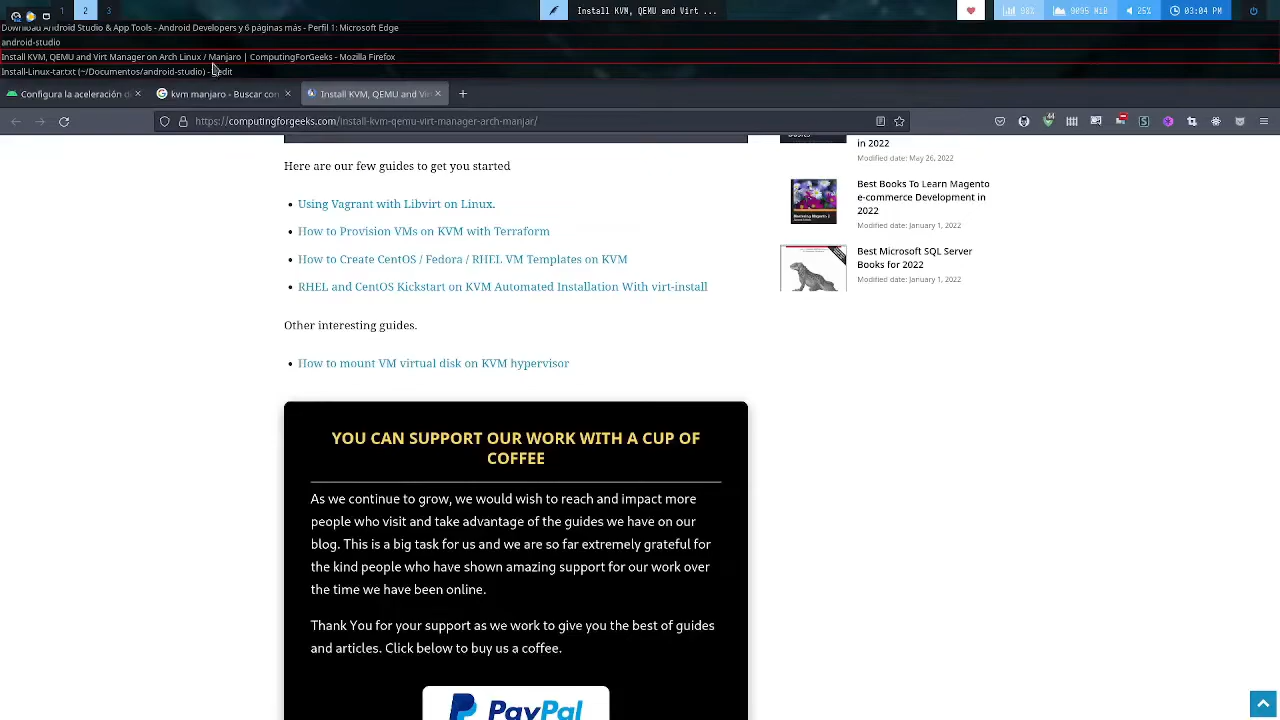 1 2 3 Install KVM, QEMU and Virt ... 98% 9095 MiB 25% 03:04 PM
Download Android Studio & App Tools - Android Developers y 6 páginas más - Perfil 1: Microsoft Edge
android-studio
Install KVM, QEMU and Virt Manager on Arch Linux / Manjaro | ComputingForGeeks - Mozilla Firefox
Install-Linux-tar.txt (~/Documentos/android-studio) -
Configura la aceleración d kvm manjaro - Buscar con Install KVM, QEMU and Vir
https://computingforgeeks.com/install-kvm-qemu-virt-manager-arch-manjar/
Here are our few guides to get you started
Using Vagrant with Libvirt on Linux.
How to Provision VMs on KVM with Terraform
How to Create CentOS / Fedora / RHEL VM Templates on KVM
RHEL and CentOS Kickstart on KVM Automated Installation With virt-install
Other interesting guides.
How to mount VM virtual disk on KVM hypervisor
YOU CAN SUPPORT OUR WORK WITH A CUP OF
COFFEE
As we continue to grow, we would wish to reach and impact more
people who visit and take advantage of the guides we have on our
blog. This is a big task for us and we are so far extremely grateful for
the kind people who have shown amazing support for our work over
the time we have been online.
Thank You for your support as we work to give you the best of guides
and articles. Click below to buy us a coffee.
PayPal
in 2022
Modified date: May 26, 2022
Best Books To Learn Magento
e-commerce Development in
2022
Modified date: January 1, 2022
Best Microsoft SQL Server
Books for 2022
Modified date: January 1, 2022